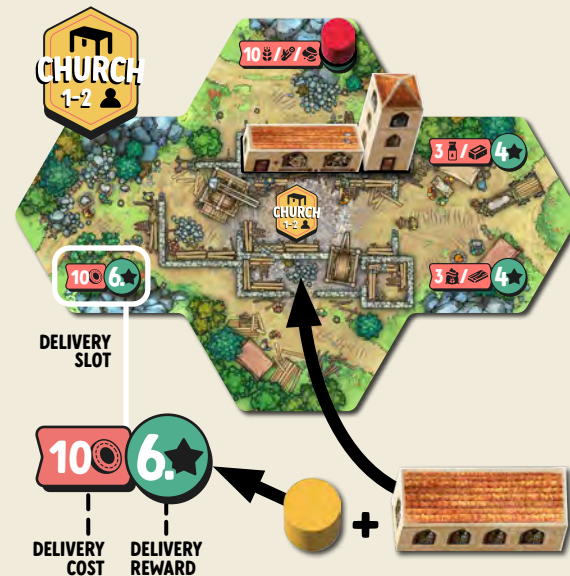 CHURCH
1-2
10 / /
3 / 4
CHURCH
1-2
10 6.
3 / 4
DELIVERY
SLOT
10 6.
DELIVERY
COST
DELIVERY
REWARD
+